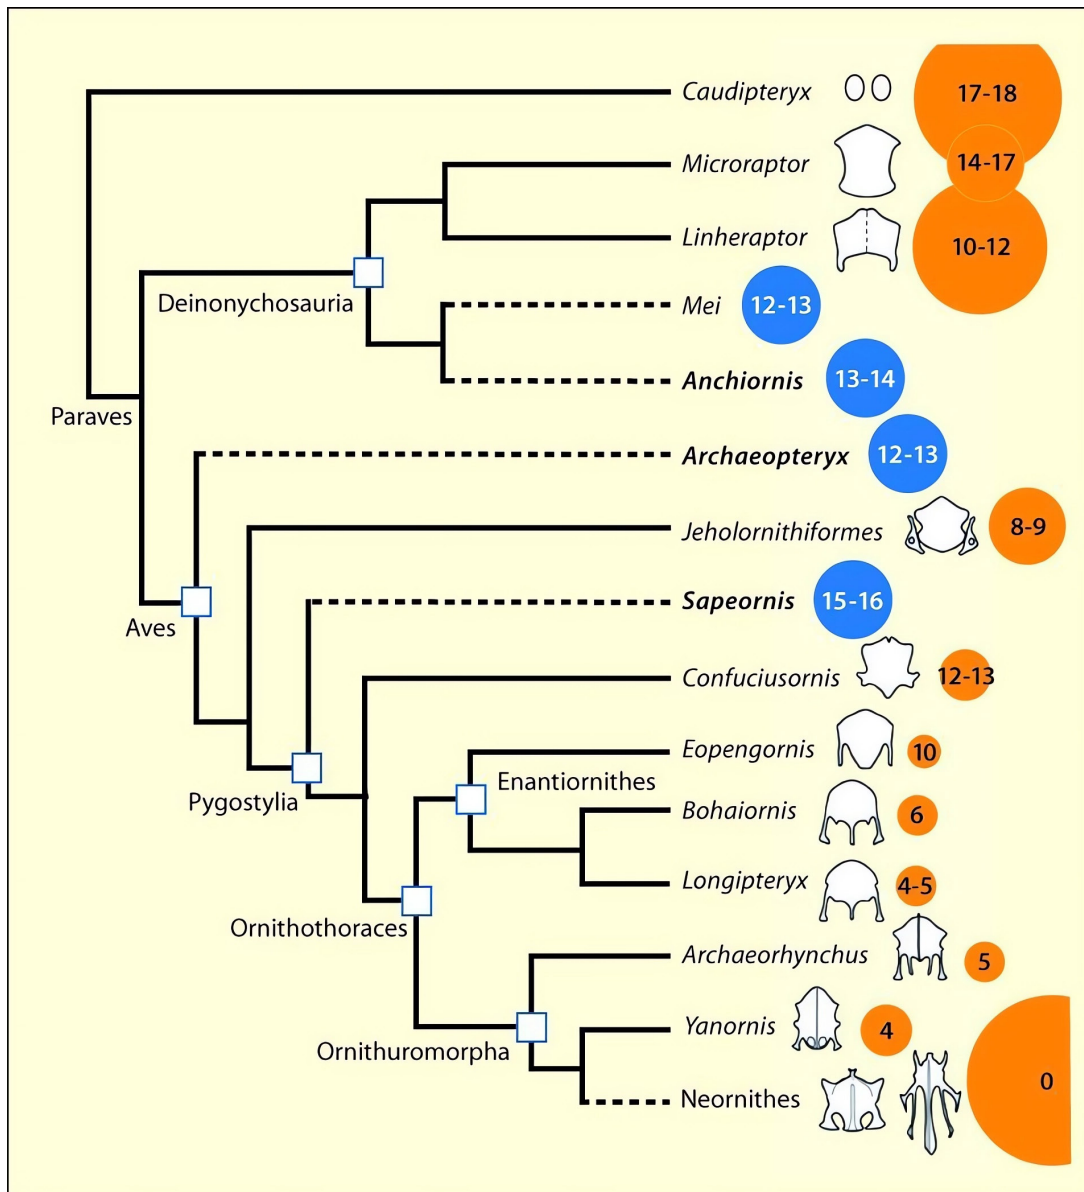 Caudipteryx 17-18
Microraptor 14-17
Linheraptor 10-12
Deinonychosauria
Mei 12-13
Anchiornis 13-14
Paraves
Archaeopteryx 12-13
Jeholornithiformes 8-9
Sapeornis 15-16
Aves
Confuciusornis 12-13
Eopengornis 10
Enantiornithes
Pygostylia
Bohaiornis 6
Longipteryx 4-5
Ornithothoraces
Archaeorhynchus 5
Yanornis 4
Ornithuromorpha
Neornithes 0